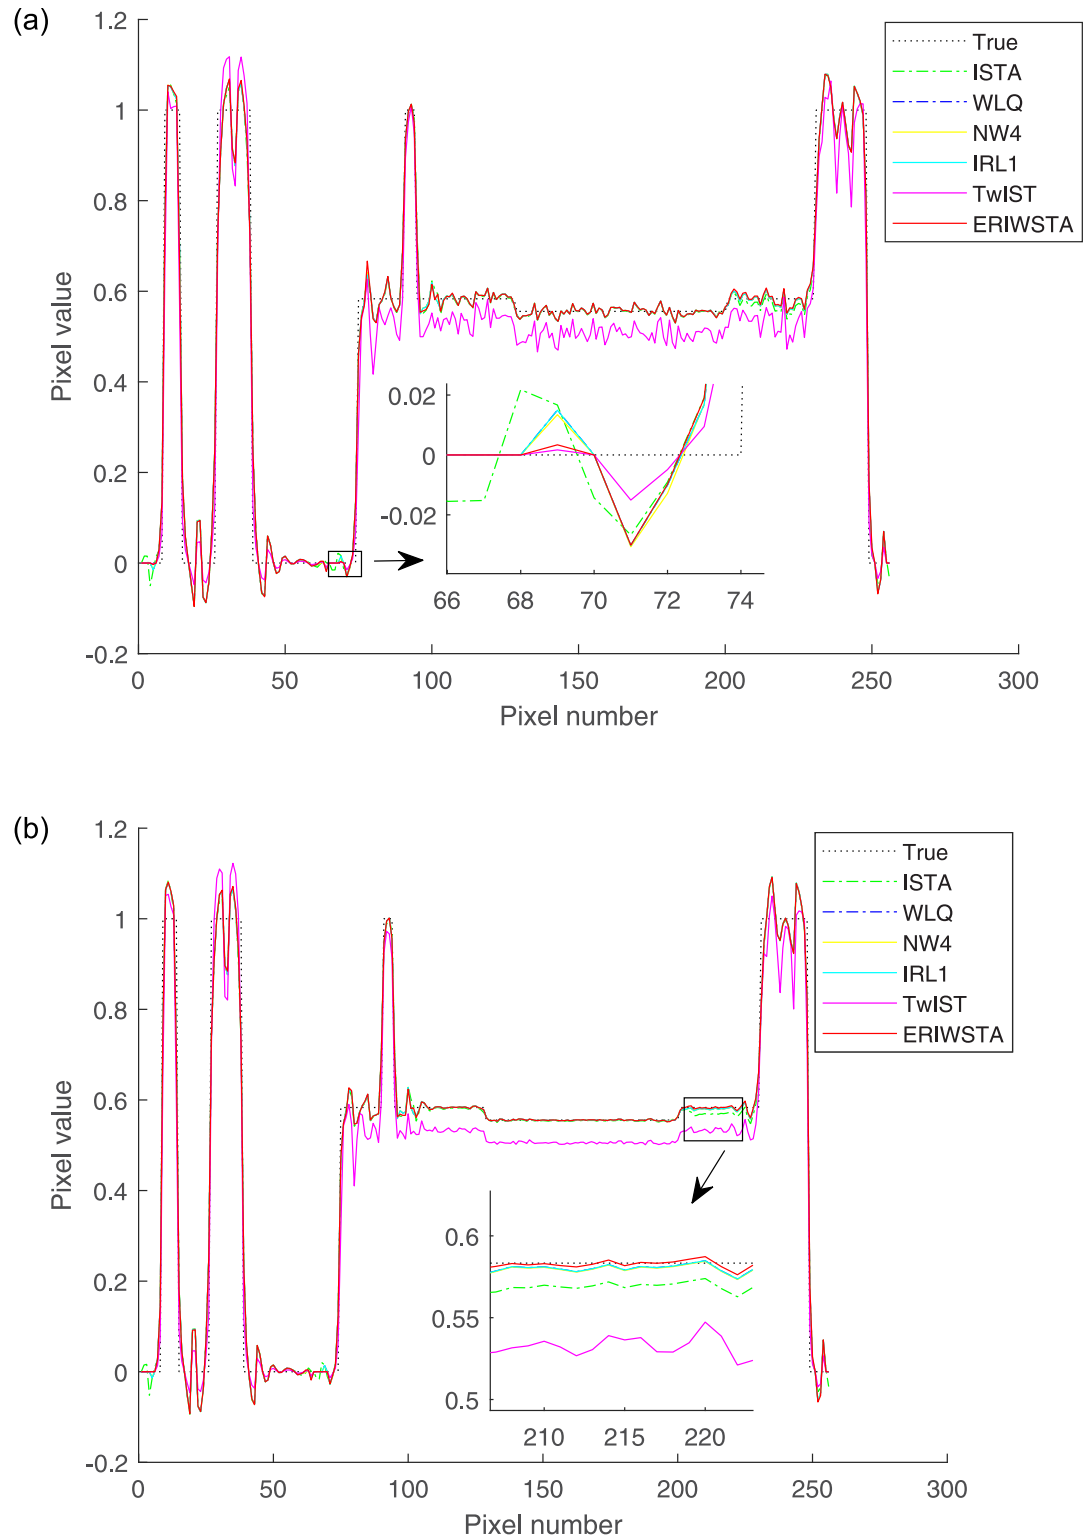 (a)
1.2
1
0.8
0.6
0.4
0.2
0
-0.2
Pixel value
True
ISTA
WLQ
NW4
IRL1
TwIST
ERIWSTA
0.02
0
-0.02
66 68 70 72 74
0 50 100 150 200 250 300
Pixel number
(b)
1.2
1
0.8
0.6
0.4
0.2
0
-0.2
Pixel value
True
ISTA
WLQ
NW4
IRL1
TwIST
ERIWSTA
0.6
0.55
0.5
210 215 220
0 50 100 150 200 250 300
Pixel number